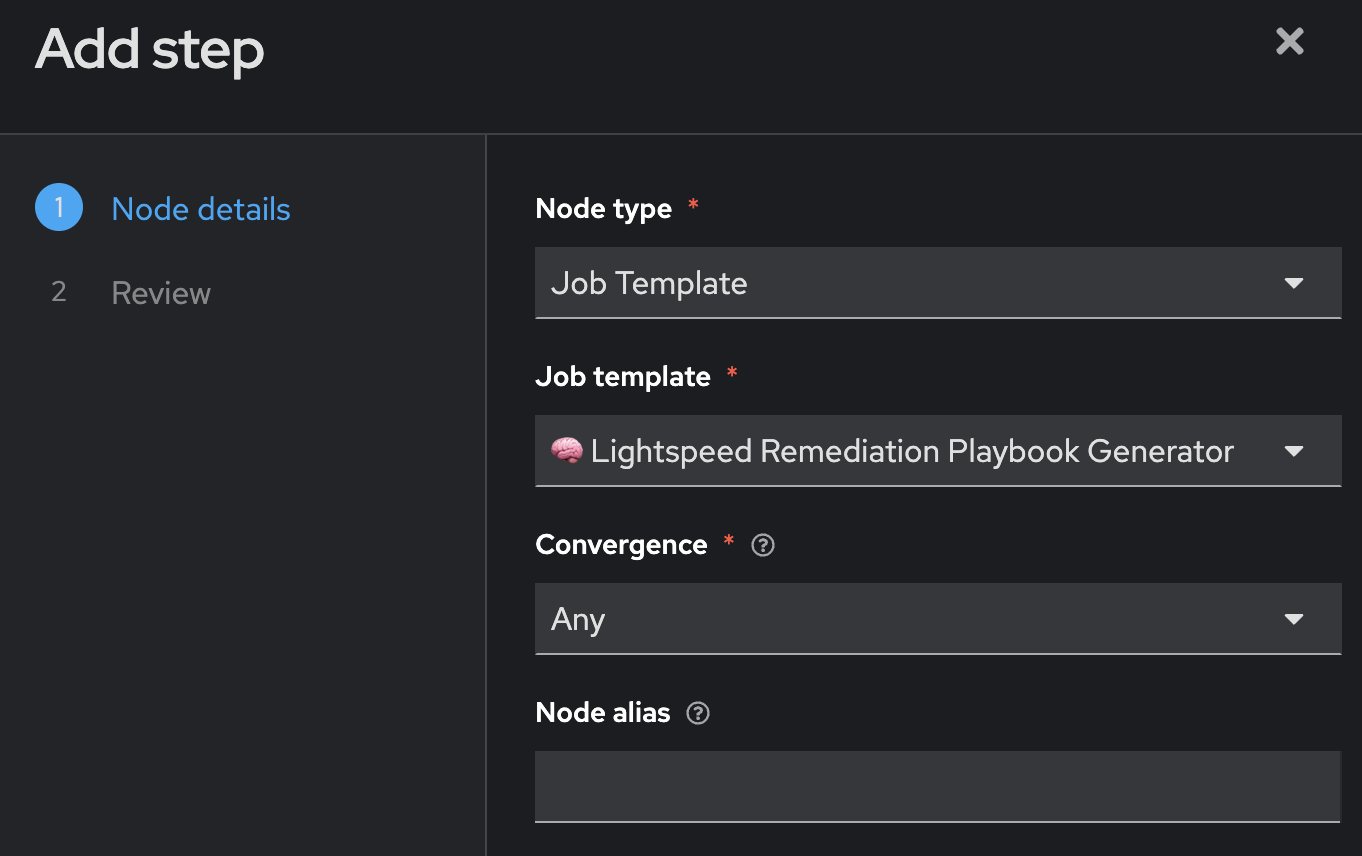 Add step
1 Node details
2 Review
Node type *
Job Template
Job template *
🧠 Lightspeed Remediation Playbook Generator
Convergence * ?
Any
Node alias ?